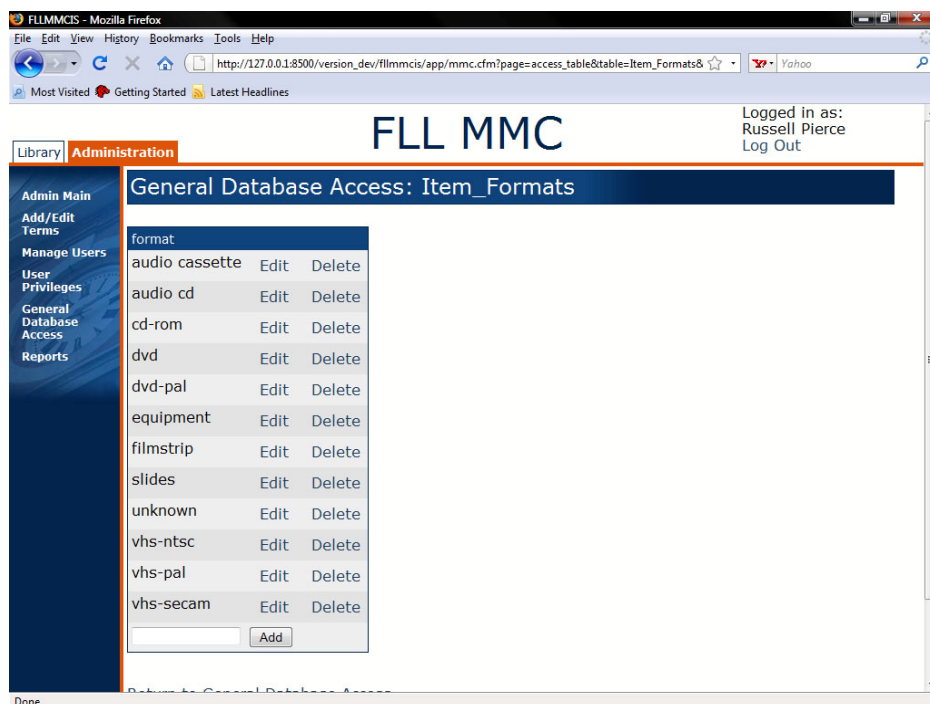 FLLMMCIS - Mozilla Firefox
File Edit View History Bookmarks Tools Help
http://127.0.0.1:8500/version_dev/fllmmcis/app/mmc.cfm?page=access_table&table=Item_Formats& Yahoo
Most Visited Getting Started Latest Headlines
Logged in as:
Russell Pierce
Log Out
FLL MMC
Library Administration
Admin Main
Add/Edit
Terms
Manage Users
User
Privileges
General
Database
Access
Reports
General Database Access: Item_Formats
format
audio cassette Edit Delete
audio cd Edit Delete
cd-rom Edit Delete
dvd Edit Delete
dvd-pal Edit Delete
equipment Edit Delete
filmstrip Edit Delete
slides Edit Delete
unknown Edit Delete
vhs-ntsc Edit Delete
vhs-pal Edit Delete
vhs-secam Edit Delete
Add
Return to General Database Access
Done